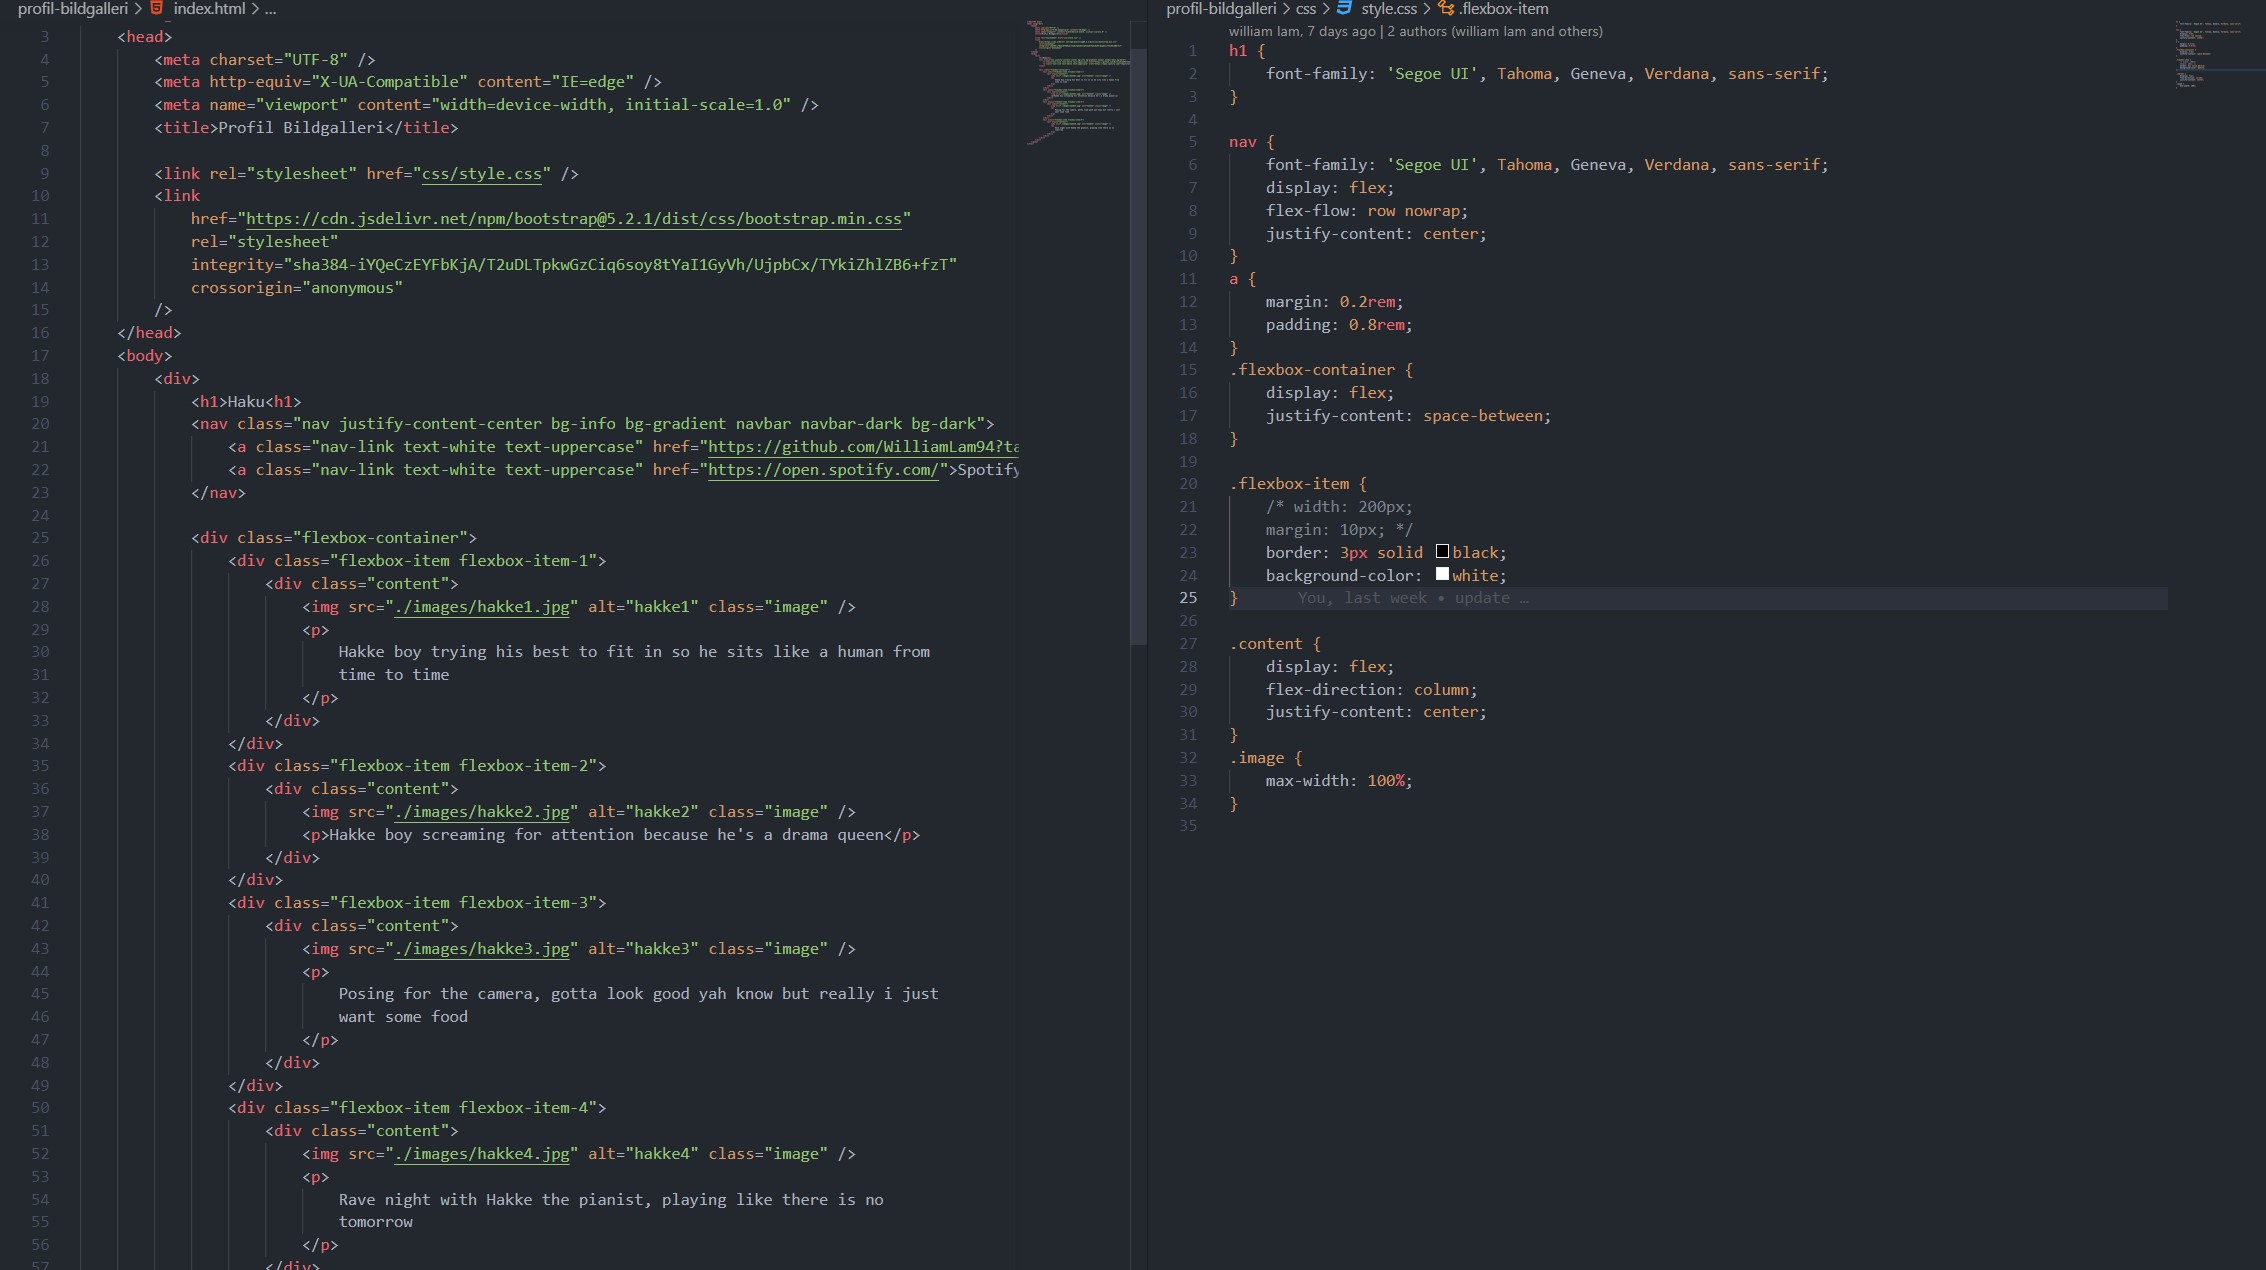 profil-bildgalleri > index.html > ...
3 <head>
4 <meta charset="UTF-8" />
5 <meta http-equiv="X-UA-Compatible" content="IE=edge" />
6 <meta name="viewport" content="width=device-width, initial-scale=1.0" />
7 <title>Profil Bildgalleri</title>
8
9 <link rel="stylesheet" href="css/style.css" />
10 <link
11 href="https://cdn.jsdelivr.net/npm/bootstrap@5.2.1/dist/css/bootstrap.min.css"
12 rel="stylesheet"
13 integrity="sha384-iYQeCzEYFbKjA/T2uDLTpkwGzCiq6soy8tYaI1GyVh/UjpbCx/TYkiZhlZB6+fzT"
14 crossorigin="anonymous"
15 />
16 </head>
17 <body>
18 <div>
19 <h1>Haku<h1>
20 <nav class="nav justify-content-center bg-info bg-gradient navbar navbar-dark bg-dark">
21 <a class="nav-link text-white text-uppercase" href="https://github.com/WilliamLam94?ta
22 <a class="nav-link text-white text-uppercase" href="https://open.spotify.com/">Spotify
23 </nav>
24
25 <div class="flexbox-container">
26 <div class="flexbox-item flexbox-item-1">
27 <div class="content">
28 <img src="./images/hakke1.jpg" alt="hakke1" class="image" />
29 <p>
30 Hakke boy trying his best to fit in so he sits like a human from
31 time to time
32 </p>
33 </div>
34 </div>
35 <div class="flexbox-item flexbox-item-2">
36 <div class="content">
37 <img src="./images/hakke2.jpg" alt="hakke2" class="image" />
38 <p>Hakke boy screaming for attention because he's a drama queen</p>
39 </div>
40 </div>
41 <div class="flexbox-item flexbox-item-3">
42 <div class="content">
43 <img src="./images/hakke3.jpg" alt="hakke3" class="image" />
44 <p>
45 Posing for the camera, gotta look good yah know but really i just
46 want some food
47 </p>
48 </div>
49 </div>
50 <div class="flexbox-item flexbox-item-4">
51 <div class="content">
52 <img src="./images/hakke4.jpg" alt="hakke4" class="image" />
53 <p>
54 Rave night with Hakke the pianist, playing like there is no
55 tomorrow
56 </p>
57 </div>
profil-bildgalleri > css > style.css > .flexbox-item
william lam, 7 days ago | 2 authors (william lam and others)
1 h1 {
2 font-family: 'Segoe UI', Tahoma, Geneva, Verdana, sans-serif;
3 }
4
5 nav {
6 font-family: 'Segoe UI', Tahoma, Geneva, Verdana, sans-serif;
7 display: flex;
8 flex-flow: row nowrap;
9 justify-content: center;
10 }
11 a {
12 margin: 0.2rem;
13 padding: 0.8rem;
14 }
15 .flexbox-container {
16 display: flex;
17 justify-content: space-between;
18 }
19
20 .flexbox-item {
21 /* width: 200px;
22 margin: 10px; */
23 border: 3px solid black;
24 background-color: white;
25 } You, last week • update …
26
27 .content {
28 display: flex;
29 flex-direction: column;
30 justify-content: center;
31 }
32 .image {
33 max-width: 100%;
34 }
35